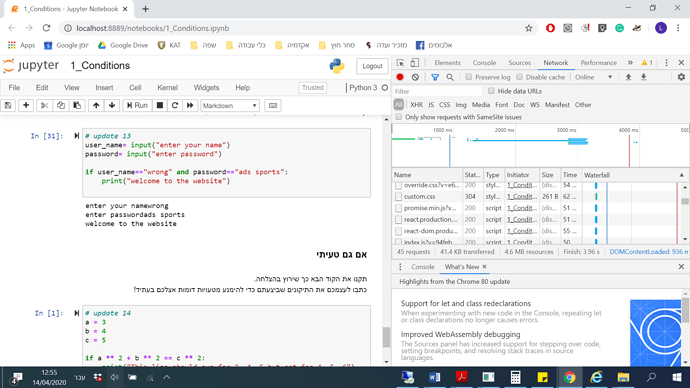 1_Conditions - Jupyter Notebook
localhost:8889/notebooks/1_Conditions.ipynb
Apps
יומן Google
Google Drive
KAT
שפה
כלי עבודה
אקדמיה
סחר חוץ
מזכיר ועדה
אלבומים
jupyter 1_Conditions
Logout
File Edit View Insert Cell Kernel Widgets Help
Trusted
Python 3 O
Run
Markdown
In [31]:
# update 13
user_name= input("enter your name")
password= input("enter password")
if user_name=="wrong" and password=="ads sports":
print("welcome to the website")
enter your namewrong
enter passwordads sports
welcome to the website
אם גם טעיתי
תקנו את הקוד הבא כך שירוץ בהצלחה.
כתבו לעצמכם את התיקונים שביצעתם כדי להימנע מטעויות דומות אצלכם בעתיד!
In [1]:
# update 14
a = 3
b = 4
c = 5
if a ** 2 + b ** 2 == c ** 2:
Elements Console Sources Network Performance
1
Preserve log
Disable cache
Online
Filter
Hide data URLs
All XHR JS CSS Img Media Font Doc WS Manifest Other
Only show requests with SameSite issues
1000 ms
2000 ms
3000 ms
4000 ms
Name Stat... Type Initiator Size Time Waterfall
override.css?v=e6... 200 styl... 1_Condit... (dis... 54 ...
custom.css 304 styl... 1_Condit... 261 B 62 ...
promise.min.js?v... 200 script 1_Condit... (dis... 51 ...
react.production... 200 script 1_Condit... (dis... 51 ...
react-dom.produ... 200 script 1_Condit... (dis... 55 ...
index.js?v=94feb... 200 script 1_Condit... (dis... 50 ...
45 requests
41.4 KB transferred
4.6 MB resources
Finish: 3.96 s
DOMContentLoaded: 936 m
Console
What's New
Highlights from the Chrome 80 update
Support for let and class redeclarations
When experimenting with new code in the Console, repeating let
or class declarations no longer causes errors.
Improved WebAssembly debugging
The Sources panel has increased support for stepping over code,
setting breakpoints, and resolving stack traces in source
languages.
12:55
14/04/2020
עבר